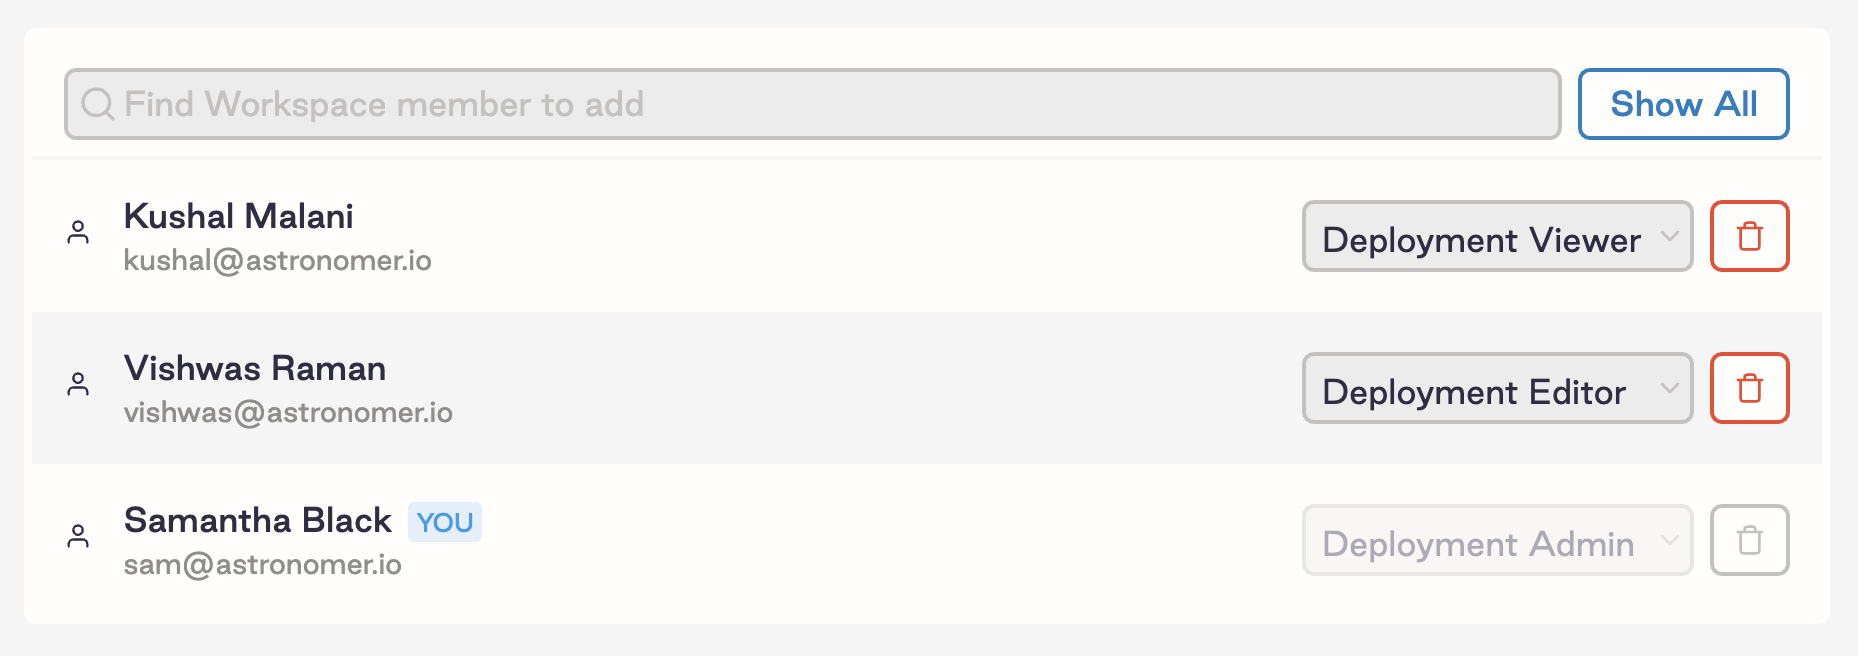 Find Workspace member to add
Show All
Kushal Malani
kushal@astronomer.io
Deployment Viewer
Vishwas Raman
vishwas@astronomer.io
Deployment Editor
Samantha Black YOU
sam@astronomer.io
Deployment Admin